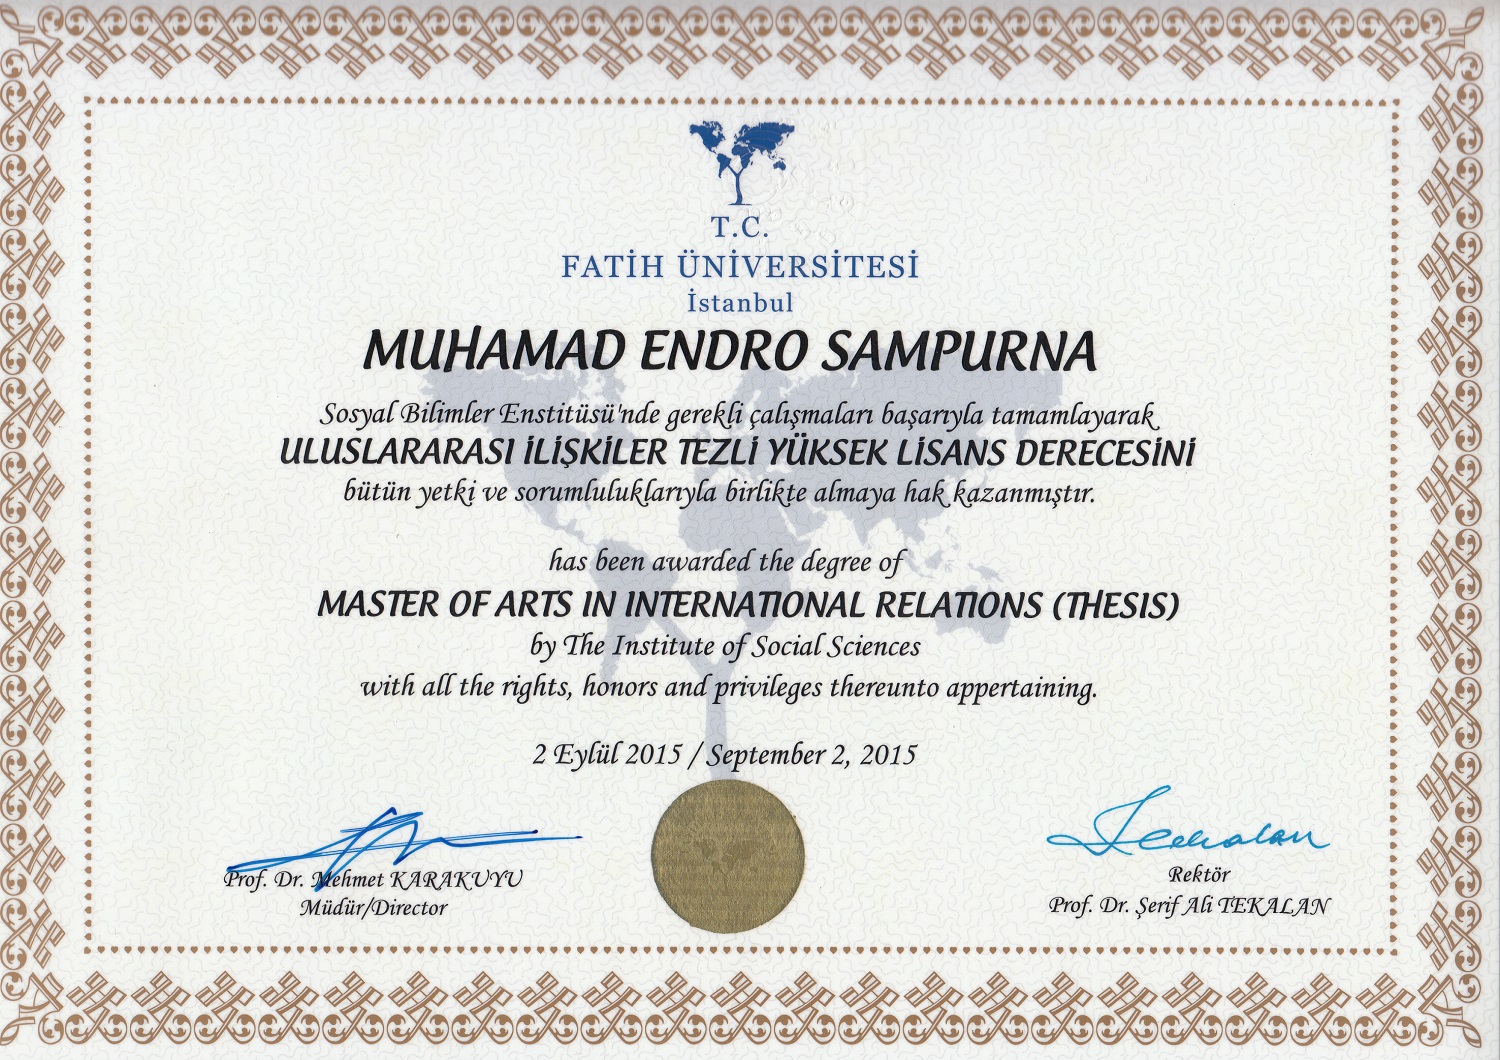 T.C.
FATİH ÜNİVERSİTESİ
İstanbul
MUHAMAD ENDRO SAMPURNA
Sosyal Bilimler Enstitüsü'nde gerekli çalışmaları başarıyla tamamlayarak
ULUSLARARASI İLİŞKİLER TEZLİ YÜKSEK LİSANS DERECESİNİ
bütün yetki ve sorumluluklarıyla birlikte almaya hak kazanmıştır.
has been awarded the degree of
MASTER OF ARTS IN INTERNATIONAL RELATIONS (THESIS)
by The Institute of Social Sciences
with all the rights, honors and privileges thereunto appertaining.
2 Eylül 2015 / September 2, 2015
Prof. Dr. Mehmet KARAKUYU
Müdür/Director
Rektör
Prof. Dr. Şerif Ali TEKALAN